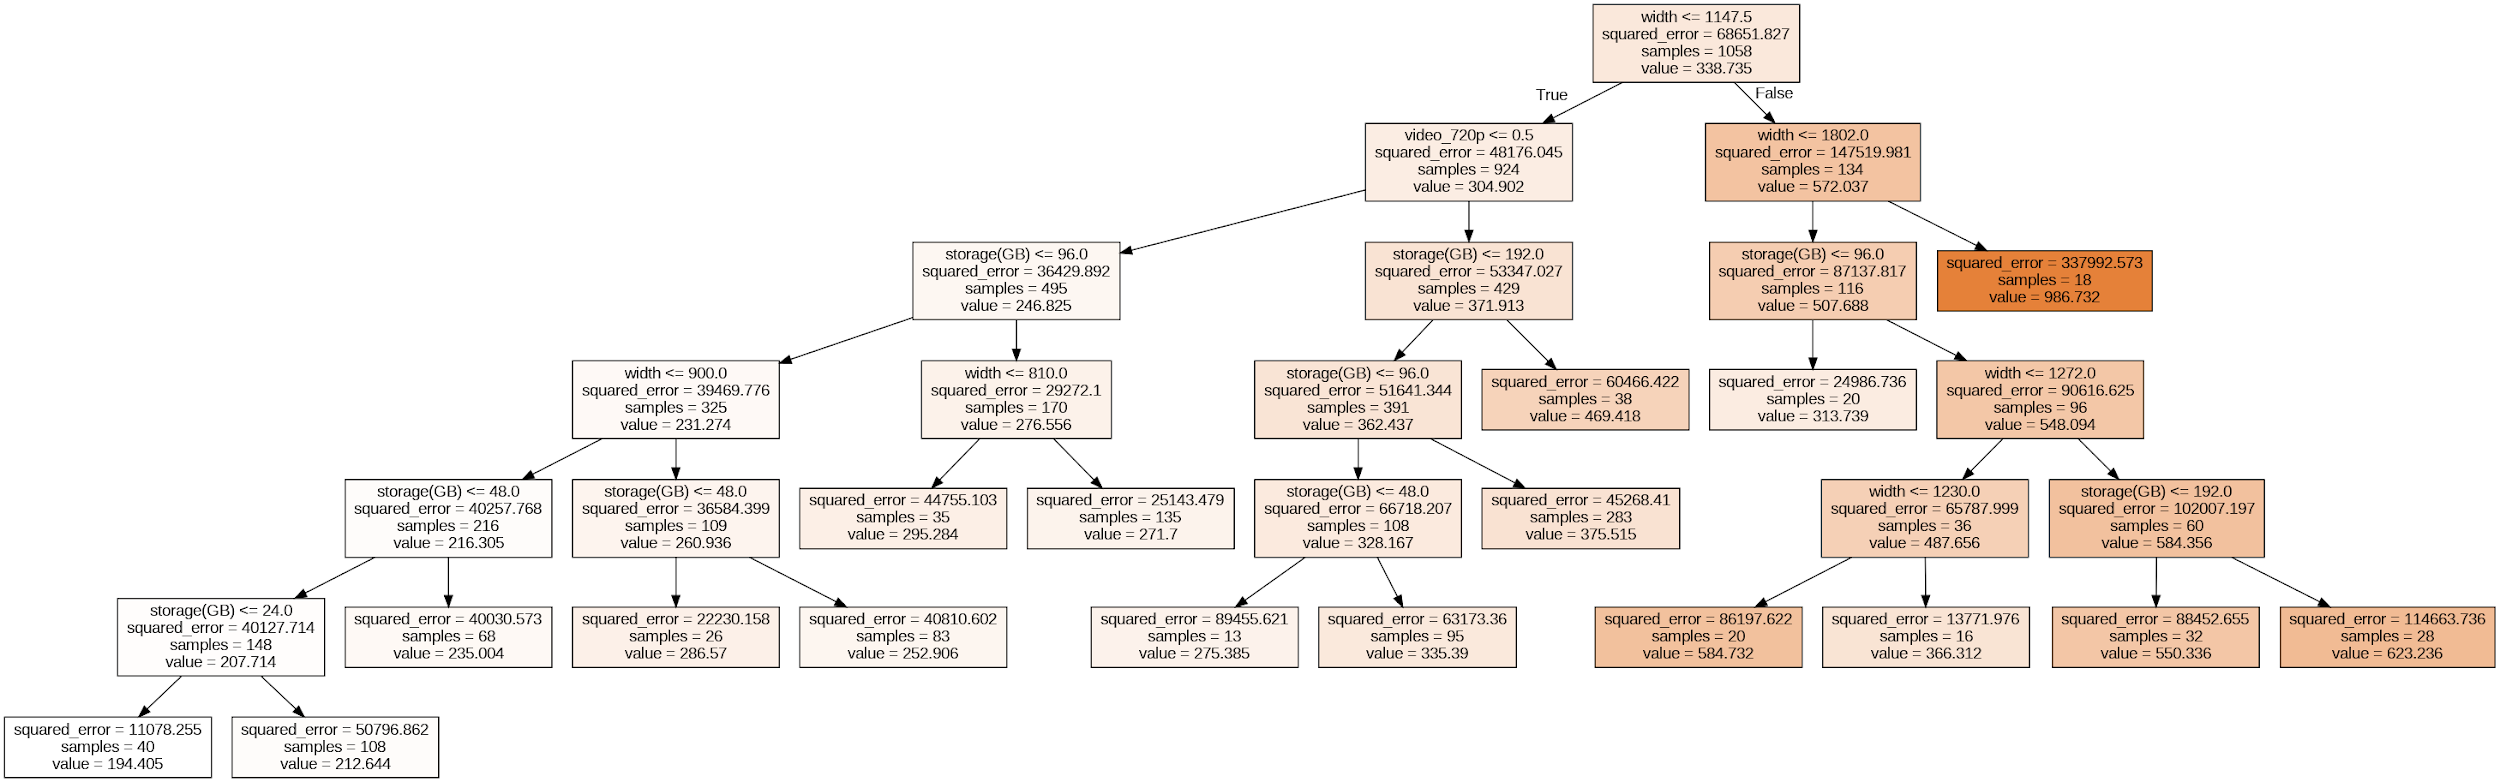 width <= 1147.5
squared_error = 68651.827
samples = 1058
value = 338.735
True
False
video_720p <= 0.5
squared_error = 48176.045
samples = 924
value = 304.902
width <= 1802.0
squared_error = 147519.981
samples = 134
value = 572.037
storage(GB) <= 96.0
squared_error = 36429.892
samples = 495
value = 246.825
storage(GB) <= 192.0
squared_error = 53347.027
samples = 429
value = 371.913
storage(GB) <= 96.0
squared_error = 87137.817
samples = 116
value = 507.688
squared_error = 337992.573
samples = 18
value = 986.732
width <= 900.0
squared_error = 39469.776
samples = 325
value = 231.274
width <= 810.0
squared_error = 29272.1
samples = 170
value = 276.556
storage(GB) <= 96.0
squared_error = 51641.344
samples = 391
value = 362.437
squared_error = 60466.422
samples = 38
value = 469.418
squared_error = 24986.736
samples = 20
value = 313.739
width <= 1272.0
squared_error = 90616.625
samples = 96
value = 548.094
storage(GB) <= 48.0
squared_error = 40257.768
samples = 216
value = 216.305
storage(GB) <= 48.0
squared_error = 36584.399
samples = 109
value = 260.936
squared_error = 44755.103
samples = 35
value = 295.284
squared_error = 25143.479
samples = 135
value = 271.7
storage(GB) <= 48.0
squared_error = 66718.207
samples = 108
value = 328.167
squared_error = 45268.41
samples = 283
value = 375.515
width <= 1230.0
squared_error = 65787.999
samples = 36
value = 487.656
storage(GB) <= 192.0
squared_error = 102007.197
samples = 60
value = 584.356
storage(GB) <= 24.0
squared_error = 40127.714
samples = 148
value = 207.714
squared_error = 40030.573
samples = 68
value = 235.004
squared_error = 22230.158
samples = 26
value = 286.57
squared_error = 40810.602
samples = 83
value = 252.906
squared_error = 89455.621
samples = 13
value = 275.385
squared_error = 63173.36
samples = 95
value = 335.39
squared_error = 86197.622
samples = 20
value = 584.732
squared_error = 13771.976
samples = 16
value = 366.312
squared_error = 88452.655
samples = 32
value = 550.336
squared_error = 114663.736
samples = 28
value = 623.236
squared_error = 11078.255
samples = 40
value = 194.405
squared_error = 50796.862
samples = 108
value = 212.644